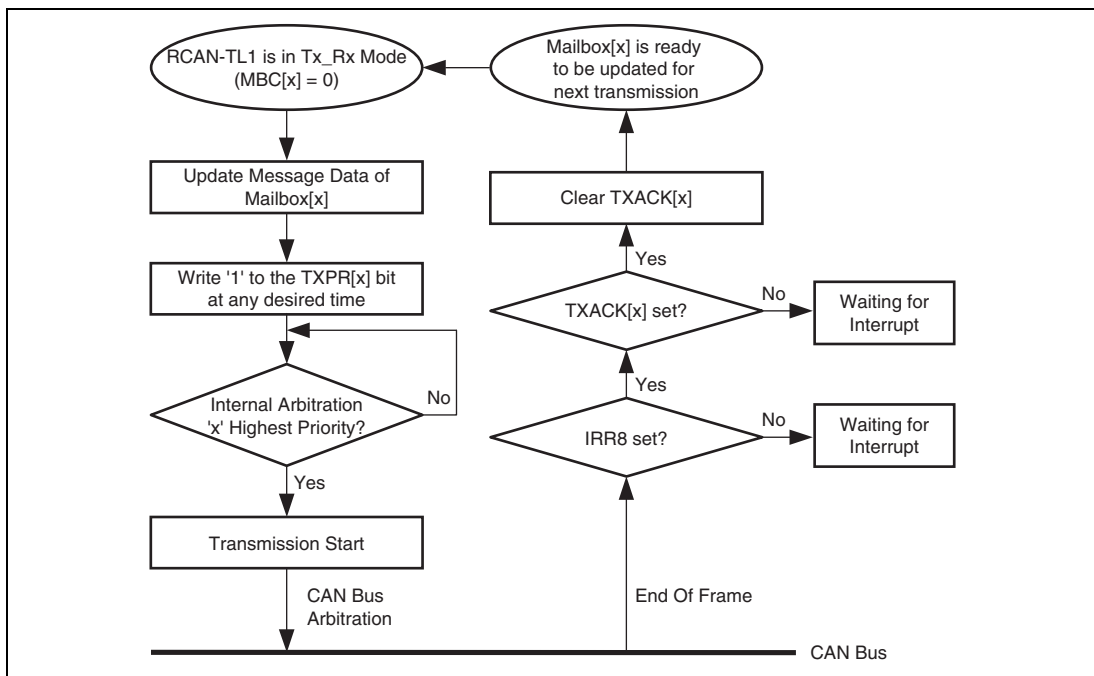 RCAN-TL1 is in Tx_Rx Mode
(MBC[x] = 0)
Update Message Data of
Mailbox[x]
Write '1' to the TXPR[x] bit
at any desired time
Internal Arbitration
'x' Highest Priority?
No
Yes
Transmission Start
CAN Bus
Arbitration
Mailbox[x] is ready
to be updated for
next transmission
Clear TXACK[x]
Yes
TXACK[x] set?
No
Waiting for
Interrupt
Yes
IRR8 set?
No
Waiting for
Interrupt
End Of Frame
CAN Bus